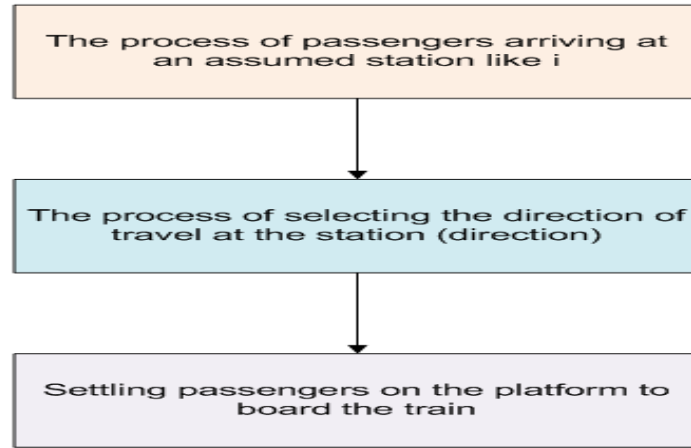 The process of passengers arriving at
an assumed station like i
The process of selecting the direction of
travel at the station (direction)
Settling passengers on the platform to
board the train